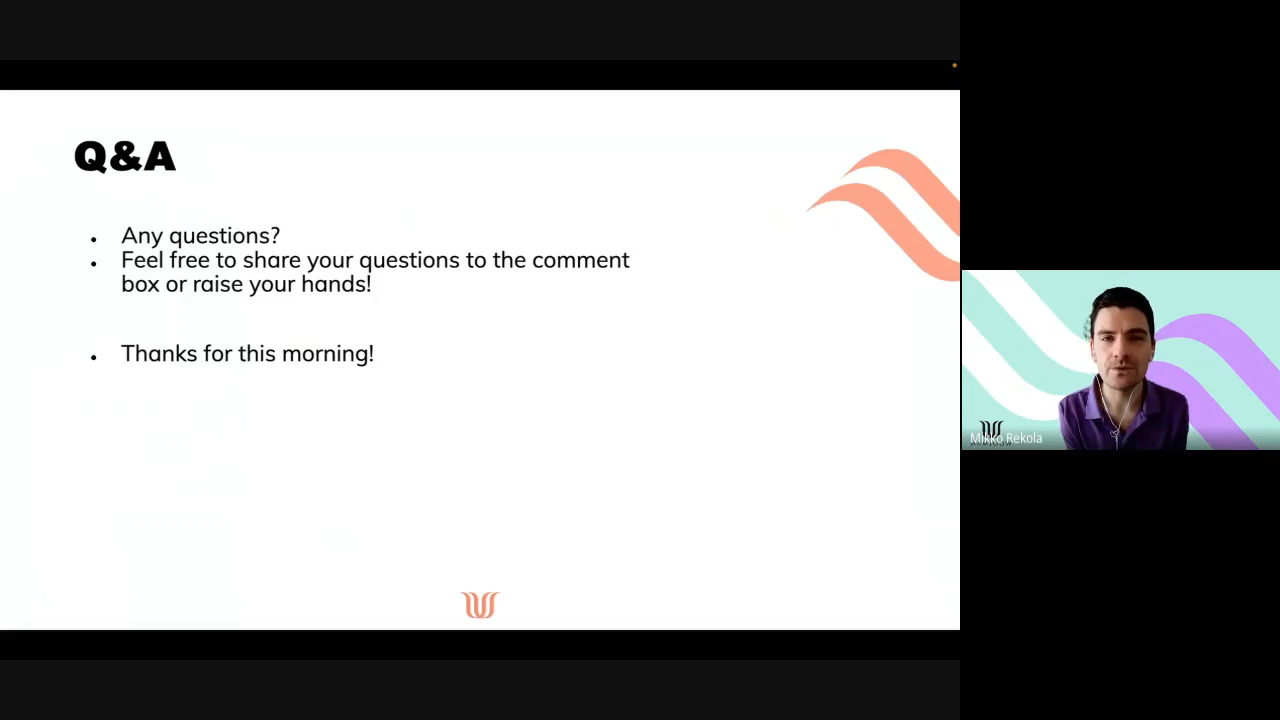 Q&A
• Any questions?
• Feel free to share your questions to the comment
box or raise your hands!
• Thanks for this morning!
Mikko Rekola